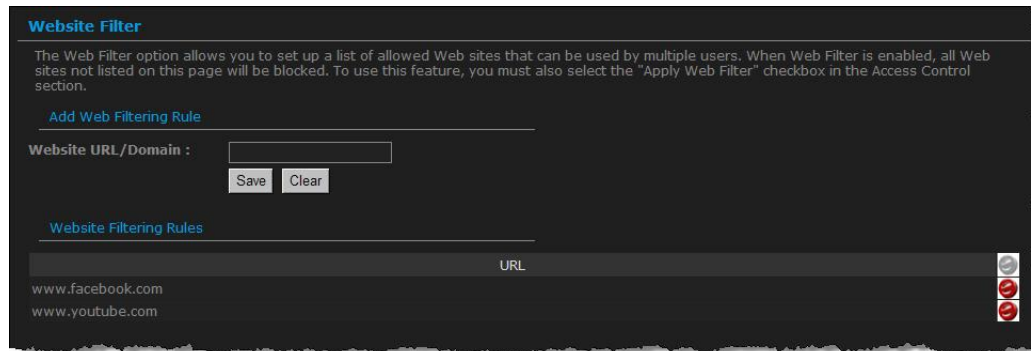 Website Filter
The Web Filter option allows you to set up a list of allowed Web sites that can be used by multiple users. When Web Filter is enabled, all Web
sites not listed on this page will be blocked. To use this feature, you must also select the "Apply Web Filter" checkbox in the Access Control
section.
Add Web Filtering Rule
Website URL/Domain :
Save Clear
Website Filtering Rules
URL
www.facebook.com
www.youtube.com